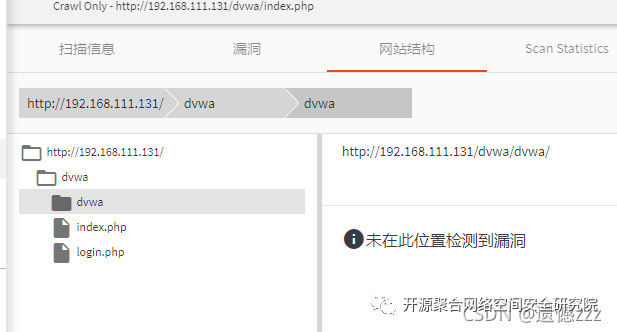 Crawl Only - http://192.168.111.131/dvwa/index.php
扫描信息 漏洞 网站结构 Scan Statistics
http://192.168.111.131/ dvwa dvwa
http://192.168.111.131/
dvwa
dvwa
index.php
login.php
http://192.168.111.131/dvwa/dvwa/
未在此位置检测到漏洞
开源聚合网络空间安全研究院
CSDN @遗憾zzz